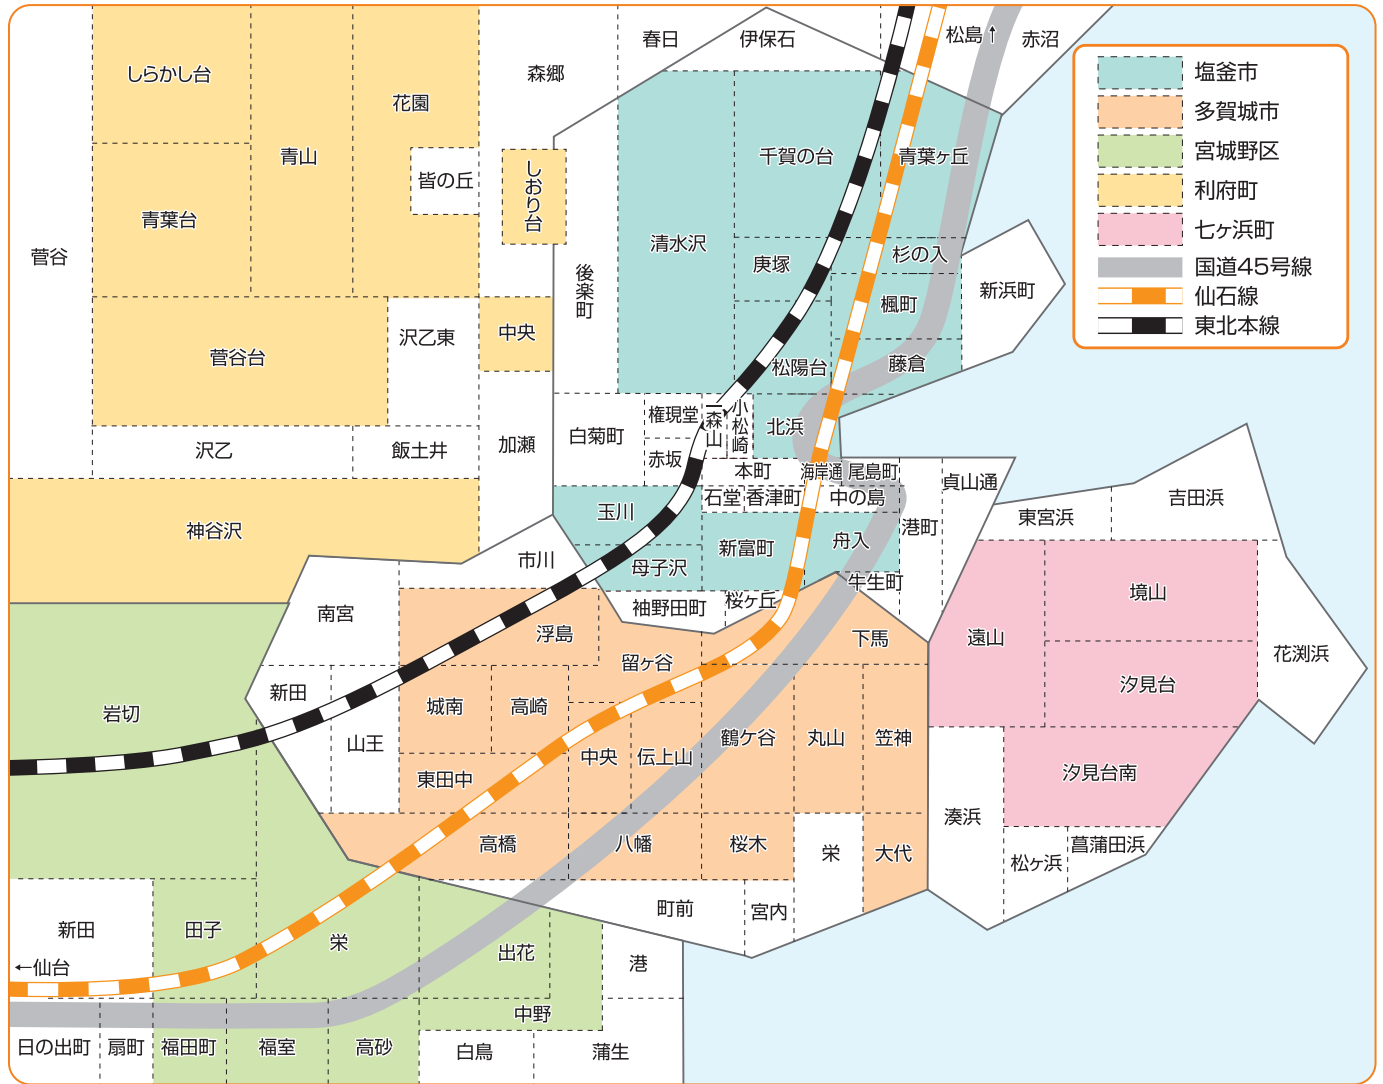 春日
伊保石
松島↑
赤沼
森郷
しらかし台
花園
青山
皆の丘
しおり台
青葉台
菅谷
千賀の台
青葉ヶ丘
清水沢
庚塚
杉の入
楓町
新浜町
後楽町
沢乙東
中央
菅谷台
松陽台
藤倉
沢乙
飯土井
加瀬
白菊町
権現堂
赤坂
一森山
小松崎
北浜
本町
海岸通
尾島町
貞山通
石堂
香津町
中の島
港町
神谷沢
玉川
新富町
舟入
市川
母子沢
牛生町
袖野田町
桜ヶ丘
東宮浜
吉田浜
南宮
浮島
留ヶ谷
下馬
遠山
境山
花渕浜
汐見台
新田
城南
高崎
岩切
山王
中央
伝上山
鶴ケ谷
丸山
笠神
東田中
汐見台南
高橋
八幡
桜木
栄
大代
湊浜
松ヶ浜
菖蒲田浜
町前
宮内
新田
田子
栄
出花
港
←仙台
中野
日の出町
扇町
福田町
福室
高砂
白鳥
蒲生
塩釜市
多賀城市
宮城野区
利府町
七ヶ浜町
国道45号線
仙石線
東北本線